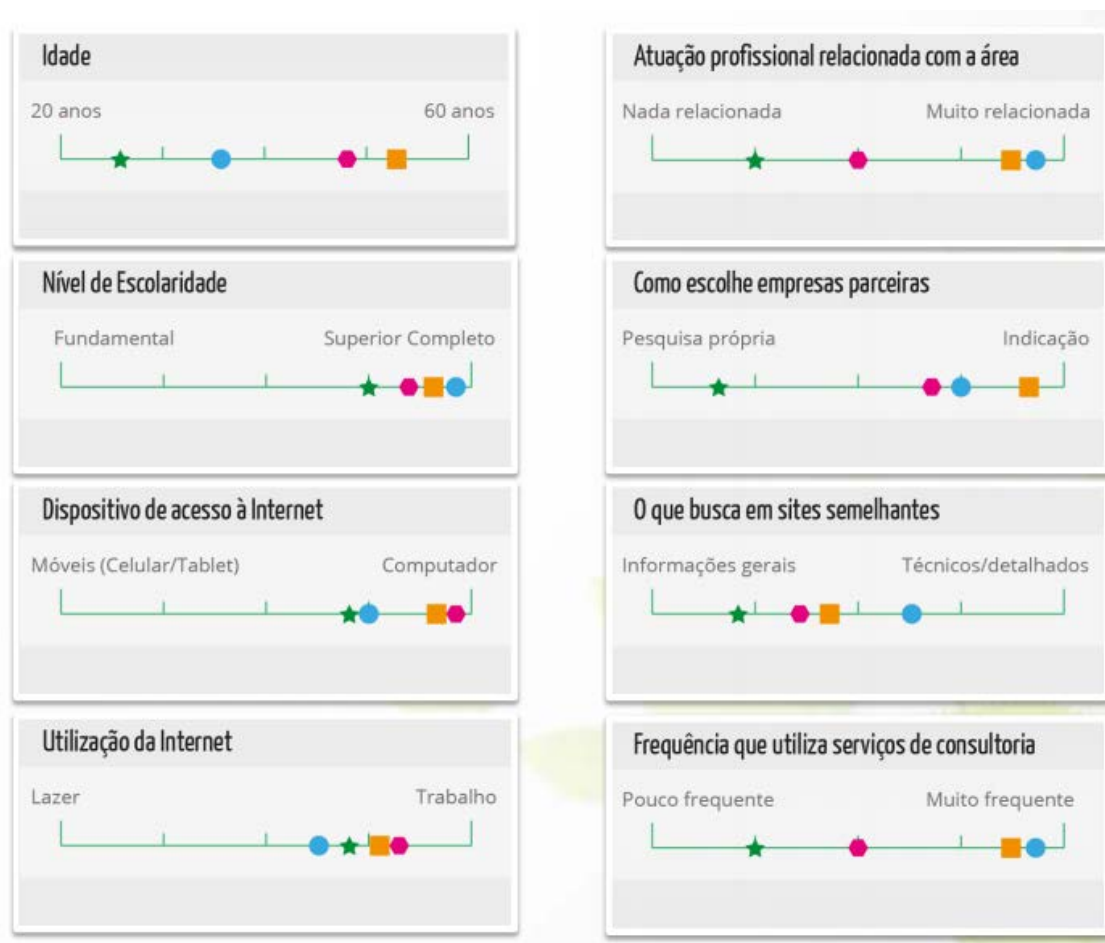 Idade
20 anos 60 anos
Nível de Escolaridade
Fundamental Superior Completo
Dispositivo de acesso à Internet
Móveis (Celular/Tablet) Computador
Utilização da Internet
Lazer Trabalho
Atuação profissional relacionada com a área
Nada relacionada Muito relacionada
Como escolhe empresas parceiras
Pesquisa própria Indicação
O que busca em sites semelhantes
Informações gerais Técnicos/detalhados
Frequência que utiliza serviços de consultoria
Pouco frequente Muito frequente